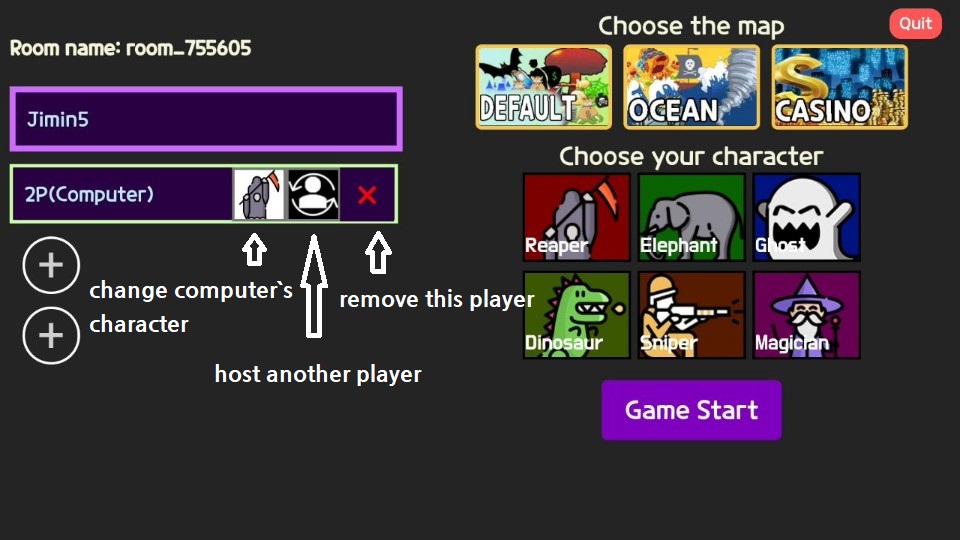 Room name: room_755605
Jimin5
2P(Computer)
change computer`s
character
host another player
remove this player
Quit
Choose the map
DEFAULT
OCEAN
CASINO
Choose your character
Reaper
Elephant
Ghost
Dinosaur
Sniper
Magician
Game Start